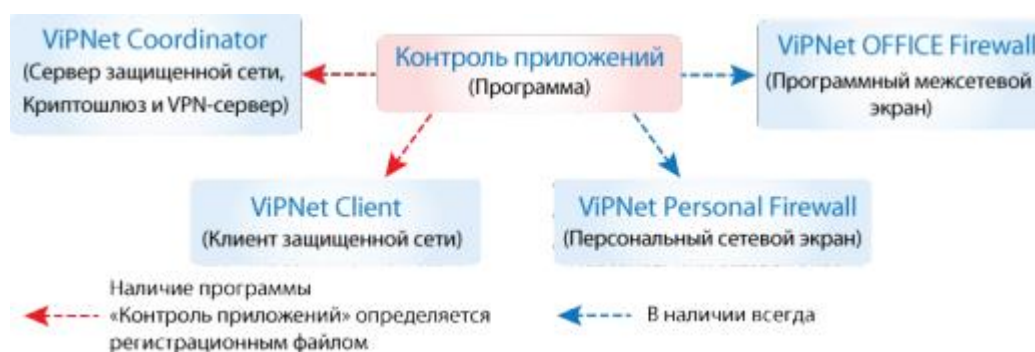 ViPNet Coordinator
(Сервер защищенной сети,
Криптошлюз и VPN-сервер)
Контроль приложений
(Программа)
ViPNet OFFICE Firewall
(Программный межсетевой
экран)
ViPNet Client
(Клиент защищенной сети)
ViPNet Personal Firewall
(Персональный сетевой экран)
Наличие программы
«Контроль приложений» определяется
регистрационным файлом
В наличии всегда